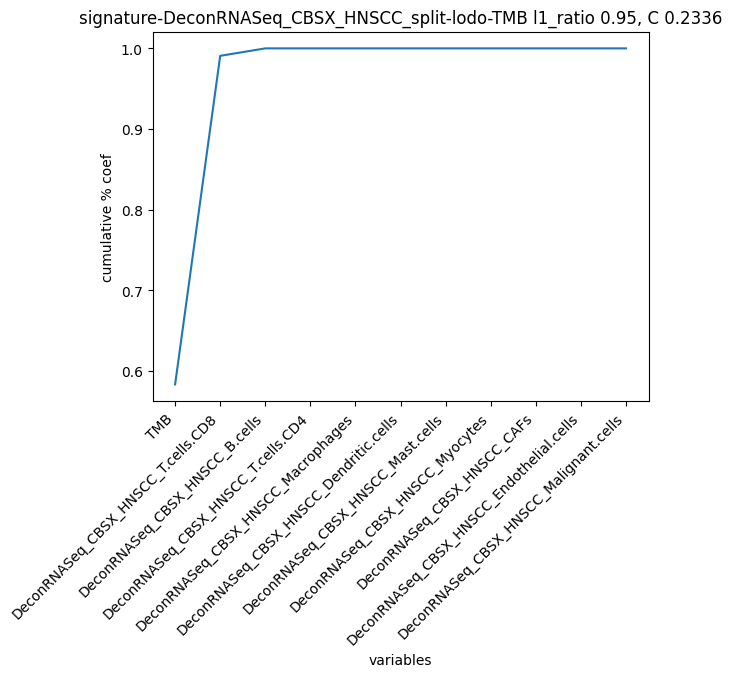 signature-DeconRNASeq_CBSX_HNSCC_split-lodo-TMB l1_ratio 0.95, C 0.2336
1.0
0.9
0.8
0.7
0.6
cumulative % coef
TMB
DeconRNASeq_CBSX_HNSCC_T.cells.CD8
DeconRNASeq_CBSX_HNSCC_B.cells
DeconRNASeq_CBSX_HNSCC_T.cells.CD4
DeconRNASeq_CBSX_HNSCC_Macrophages
DeconRNASeq_CBSX_HNSCC_Dendritic.cells
DeconRNASeq_CBSX_HNSCC_Mast.cells
DeconRNASeq_CBSX_HNSCC_Myocytes
DeconRNASeq_CBSX_HNSCC_CAFs
DeconRNASeq_CBSX_HNSCC_Endothelial.cells
DeconRNASeq_CBSX_HNSCC_Malignant.cells
variables